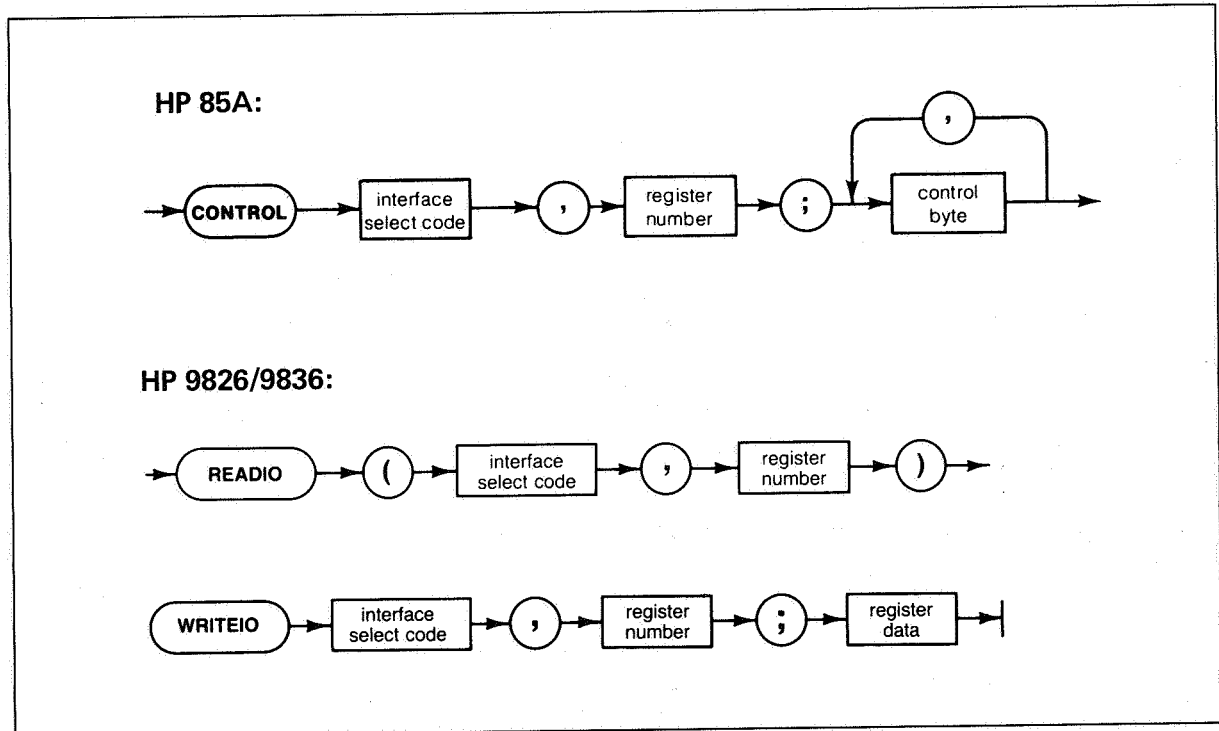 HP 85A:
,
CONTROL
interface
select code
,
register
number
;
control
byte
HP 9826/9836:
READIO
(
interface
select code
,
register
number
)
WRITEIO
interface
select code
,
register
number
;
register
data